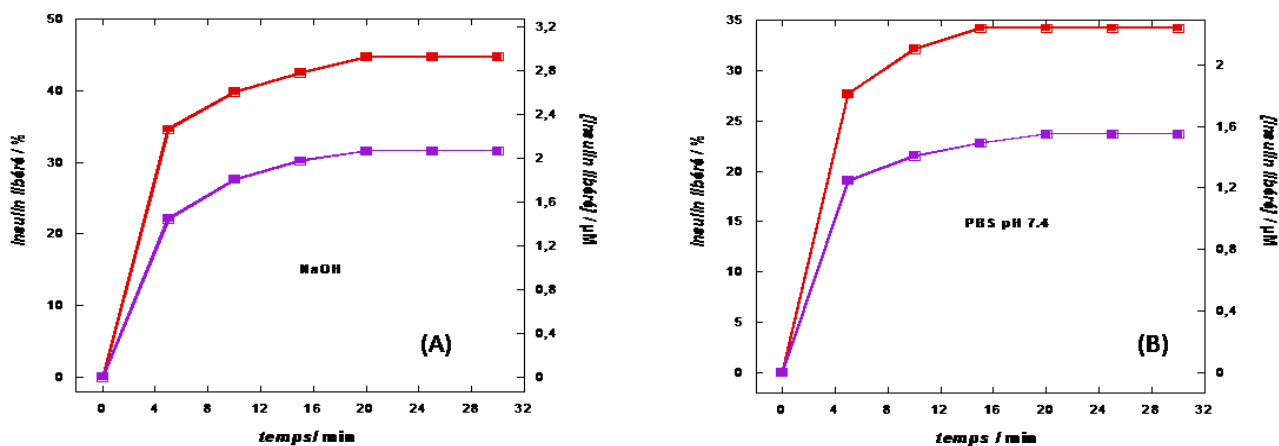 50
40
30
20
10
0
Insulin libéré / %
3,2
2,8
2,4
2
1,6
1,2
0,8
0,4
0
[Insulin libéré] / µM
NaOH
(A)
0 4 8 12 16 20 24 28 32
temps/ min
35
30
25
20
15
10
5
0
Insulin libéré / %
2
1,6
1,2
0,8
0,4
0
[Insulin libéré] / µM
PBS pH 7.4
(B)
0 4 8 12 16 20 24 28 32
temps / min